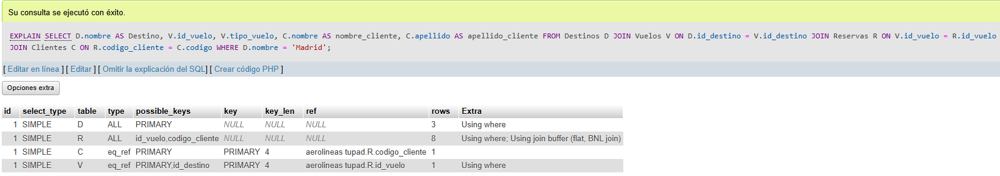 Su consulta se ejecutó con éxito.
EXPLAIN SELECT D.nombre AS Destino, V.id_vuelo, V.tipo_vuelo, C.nombre AS nombre_cliente, C.apellido AS apellido_cliente FROM Destinos D JOIN Vuelos V ON D.id_destino = V.id_destino JOIN Reservas R ON V.id_vuelo = R.id_vuelo
JOIN Clientes C ON R.codigo_cliente = C.codigo WHERE D.nombre = 'Madrid';
[ Editar en línea ] [ Editar ] [ Omitir la explicación del SQL] [ Crear código PHP ]
Opciones extra
id select_type table type possible_keys key key_len ref rows Extra
1 SIMPLE D ALL PRIMARY NULL NULL NULL 3 Using where
1 SIMPLE R ALL id_vuelo,codigo_cliente NULL NULL NULL 8 Using where; Using join buffer (flat, BNL join)
1 SIMPLE C eq_ref PRIMARY PRIMARY 4 aerolineas tupad.R.codigo_cliente 1
1 SIMPLE V eq_ref PRIMARY,id_destino PRIMARY 4 aerolineas tupad.R.id_vuelo 1 Using where